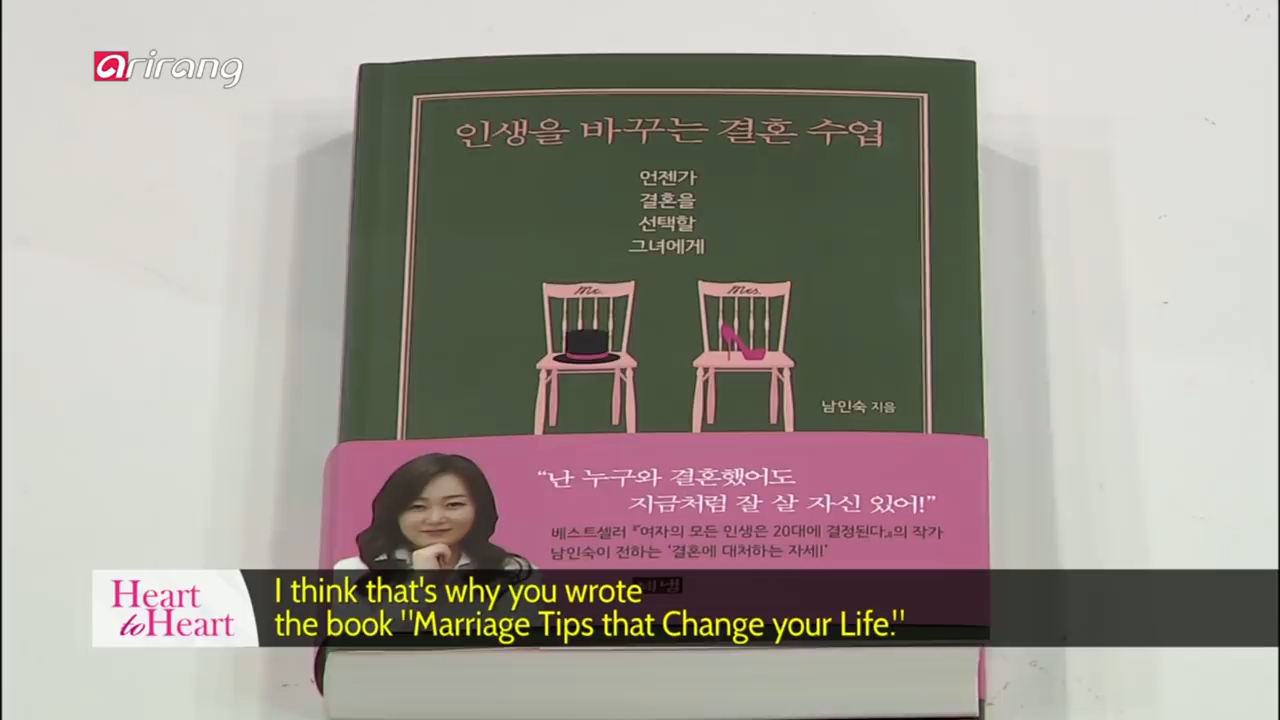 arirang
인생을 바꾸는 결혼 수업
언젠가
결혼을
선택할
그녀에게
Mr.
Mrs.
남인숙 지음
“난 누구와 결혼했어도
지금처럼 잘 살 자신 있어!”
베스트셀러 『여자의 모든 인생은 20대에 결정된다』의 작가
남인숙이 전하는 ‘결혼에 대처하는 자세!’
Heart
to Heart
I think that's why you wrote
the book "Marriage Tips that Change your Life."